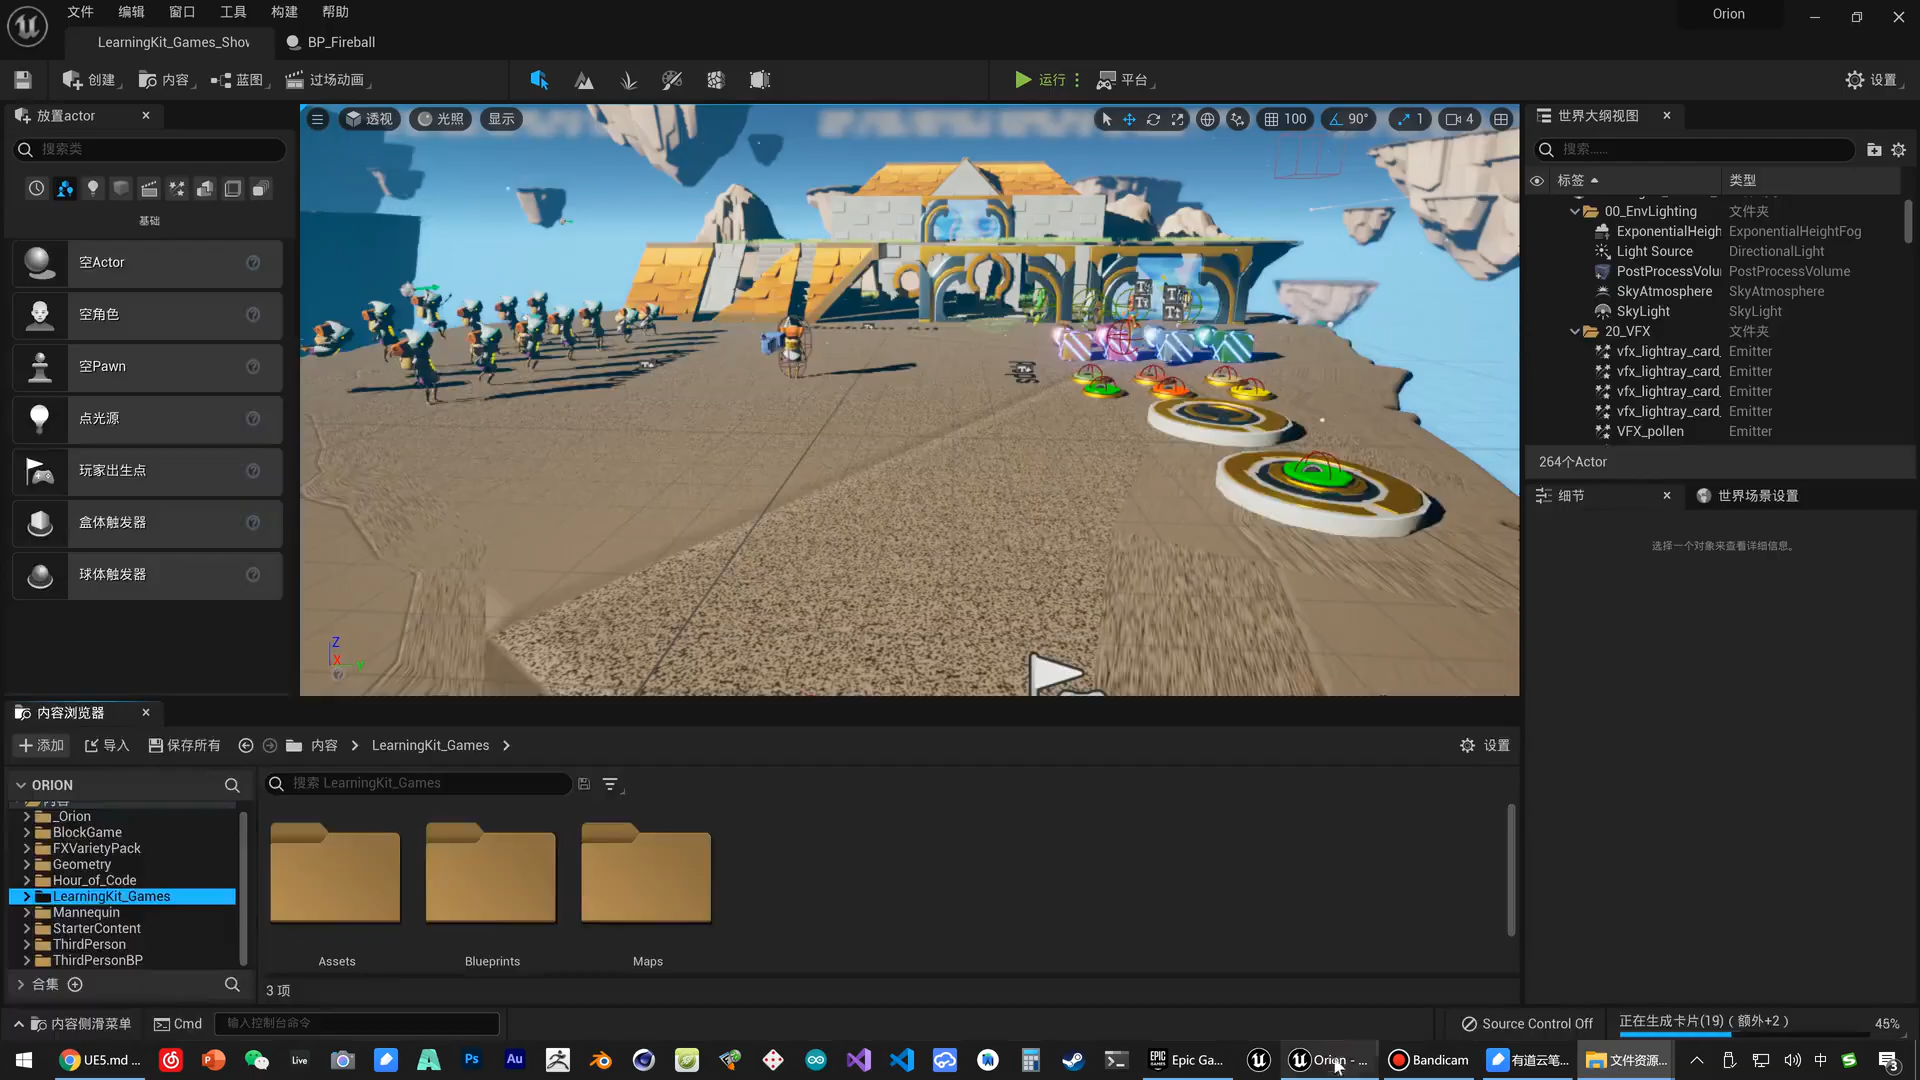 文件 编辑 窗口 工具 构建 帮助
Orion
LearningKit_Games_Show
BP_Fireball
创建 内容 蓝图 过场动画
运行 平台
设置
放置actor
搜索类
基础
空Actor
空角色
空Pawn
点光源
玩家出生点
盒体触发器
球体触发器
透视 光照 显示
100 90° 1 4
Z
X
Y
世界大纲视图
搜索......
标签 类型
00_EnvLighting 文件夹
ExponentialHeigh ExponentialHeightFog
Light Source DirectionalLight
PostProcessVolu PostProcessVolume
SkyAtmosphere SkyAtmosphere
SkyLight SkyLight
20_VFX 文件夹
vfx_lightray_card_ Emitter
vfx_lightray_card_ Emitter
vfx_lightray_card_ Emitter
vfx_lightray_card_ Emitter
VFX_pollen Emitter
264个Actor
细节 世界场景设置
选择一个对象来查看详细信息。
内容浏览器
添加 导入 保存所有 内容 LearningKit_Games
设置
ORION
搜索 LearningKit_Games
内容
_Orion
BlockGame
FXVarietyPack
Geometry
Hour_of_Code
LearningKit_Games
Mannequin
StarterContent
ThirdPerson
ThirdPersonBP
Assets Blueprints Maps
合集
3 项
内容侧滑菜单 Cmd 输入控制台命令
Source Control Off
正在生成卡片(19) ( 额外+2 ) 45%
UE5.md ...
Live
Ps
Au
EPIC GAMES
Epic Ga...
Orion - ...
Bandicam
有道云笔...
文件资源...
中
3